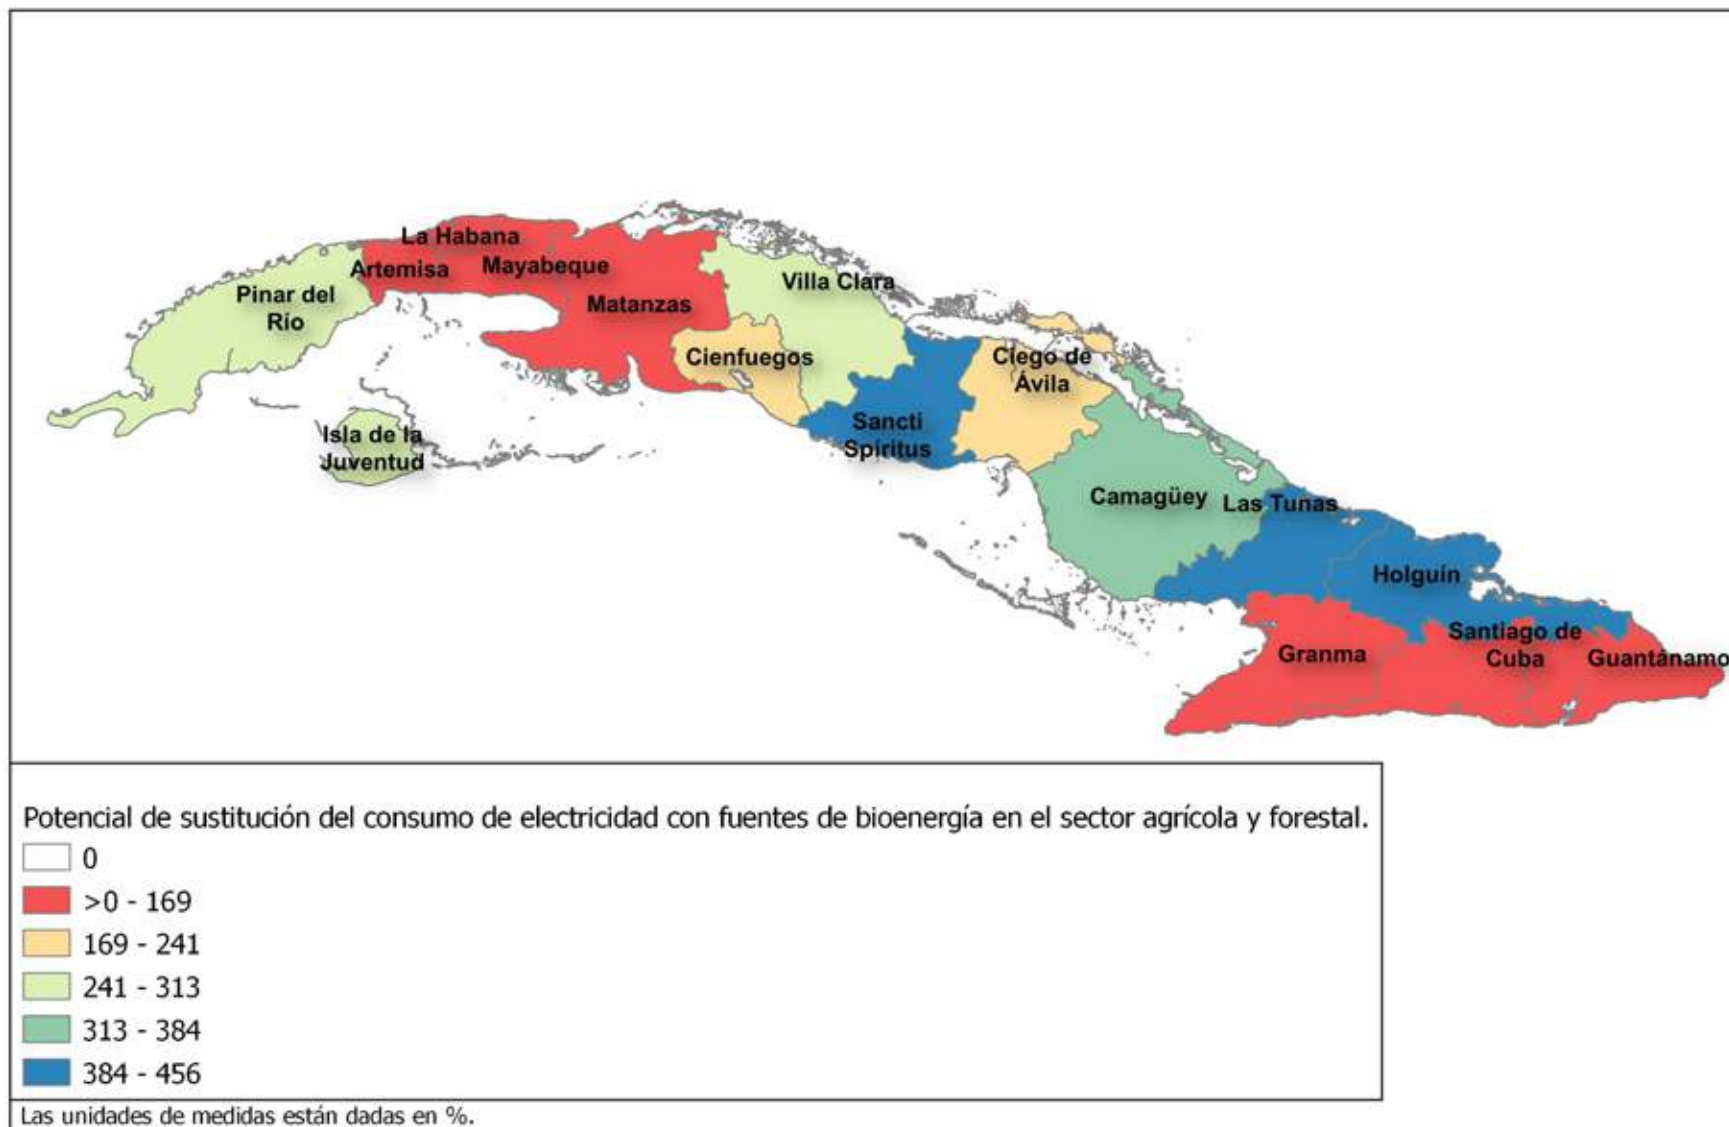 La Habana
Artemisa
Mayabeque
Pinar del
Río
Matanzas
Villa Clara
Cienfuegos
Ciego de
Ávila
Isla de la
Juventud
Sancti
Spíritus
Camagüey
Las Tunas
Holguín
Granma
Santiago de
Cuba
Guantánamo
Potencial de sustitución del consumo de electricidad con fuentes de bioenergía en el sector agrícola y forestal.
0
>0 - 169
169 - 241
241 - 313
313 - 384
384 - 456
Las unidades de medidas están dadas en %.